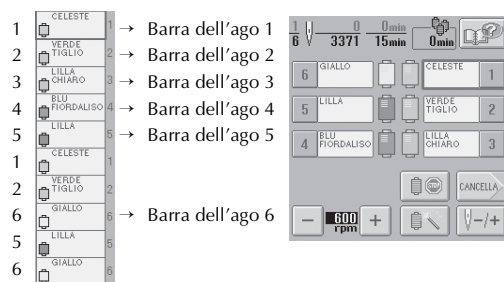 1 CELESTE 1 → Barra dell'ago 1
2 VERDE TIGLIO 2 → Barra dell'ago 2
3 LILLA CHIARO 3 → Barra dell'ago 3
4 BLU FIORDALISO 4 → Barra dell'ago 4
5 LILLA 5 → Barra dell'ago 5
1 CELESTE 1
2 VERDE TIGLIO 2
6 GIALLO 6 → Barra dell'ago 6
5 LILLA 5
6 GIALLO 6
1 0 0min
6 3371 15min 0min
6 GIALLO CELESTE 1
5 LILLA VERDE TIGLIO 2
4 BLU FIORDALISO LILLA CHIARO 3
STOP CANCELLA
− 600 rpm + −/+